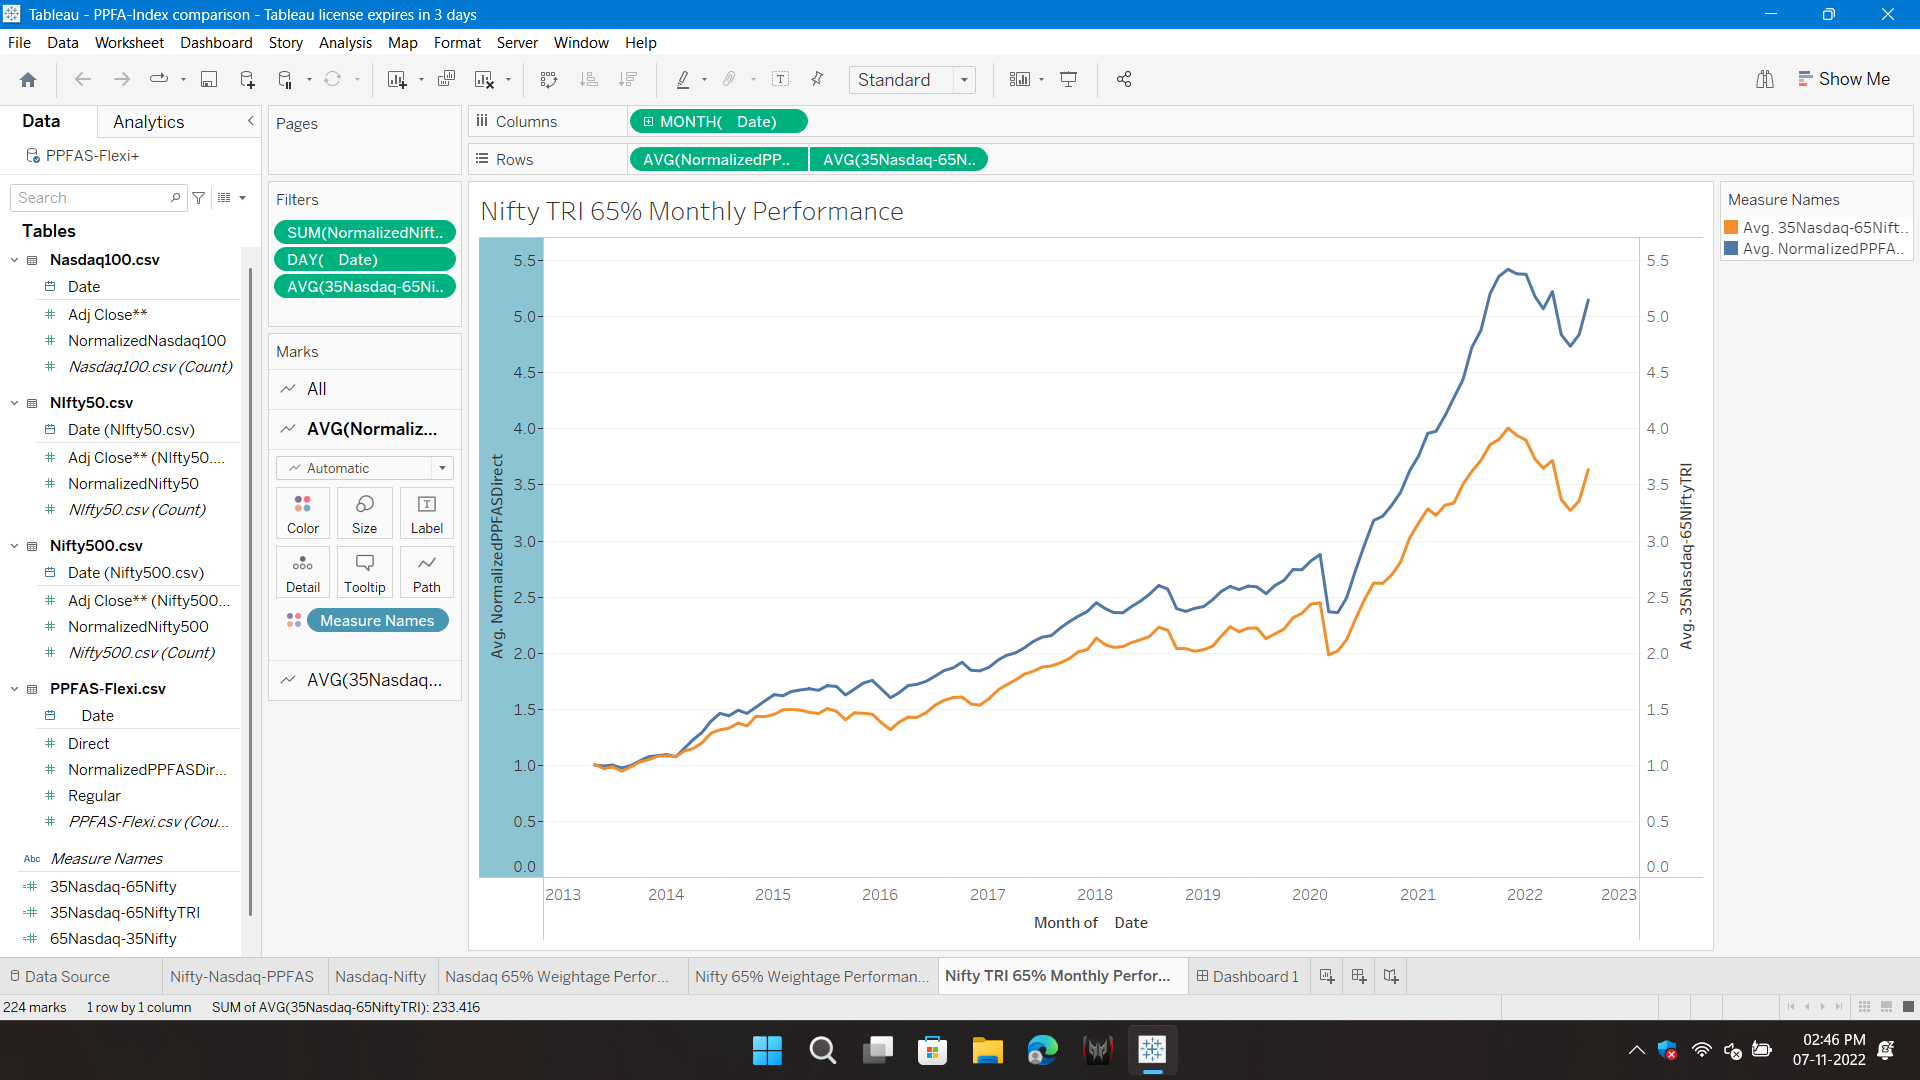 Tableau - PPFA-Index comparison - Tableau license expires in 3 days
File Data Worksheet Dashboard Story Analysis Map Format Server Window Help
Standard
Show Me
Data Analytics
PPFAS-Flexi+
Search
Tables
Nasdaq100.csv
Date
Adj Close**
NormalizedNasdaq100
Nasdaq100.csv (Count)
NIfty50.csv
Date (NIfty50.csv)
Adj Close** (NIfty50....
NormalizedNifty50
NIfty50.csv (Count)
Nifty500.csv
Date (Nifty500.csv)
Adj Close** (Nifty500...
NormalizedNifty500
Nifty500.csv (Count)
PPFAS-Flexi.csv
Date
Direct
NormalizedPPFASDir...
Regular
PPFAS-Flexi.csv (Cou...
Abc Measure Names
35Nasdaq-65Nifty
35Nasdaq-65NiftyTRI
65Nasdaq-35Nifty
Pages
Filters
SUM(NormalizedNift..
DAY( Date)
AVG(35Nasdaq-65Ni..
Marks
All
AVG(Normaliz...
Automatic
Color Size Label
Detail Tooltip Path
Measure Names
AVG(35Nasdaq...
Columns MONTH( Date)
Rows AVG(NormalizedPP.. AVG(35Nasdaq-65N..
Nifty TRI 65% Monthly Performance
Avg. NormalizedPPFASDirect
5.5
5.0
4.5
4.0
3.5
3.0
2.5
2.0
1.5
1.0
0.5
0.0
5.5
5.0
4.5
4.0
3.5
3.0
2.5
2.0
1.5
1.0
0.5
0.0
Avg. 35Nasdaq-65NiftyTRI
2013 2014 2015 2016 2017 2018 2019 2020 2021 2022 2023
Month of Date
Measure Names
Avg. 35Nasdaq-65Nift..
Avg. NormalizedPPFA..
Data Source Nifty-Nasdaq-PPFAS Nasdaq-Nifty Nasdaq 65% Weightage Perfor... Nifty 65% Weightage Performan... Nifty TRI 65% Monthly Perfor... Dashboard 1
224 marks 1 row by 1 column SUM of AVG(35Nasdaq-65NiftyTRI): 233.416
02:46 PM
07-11-2022